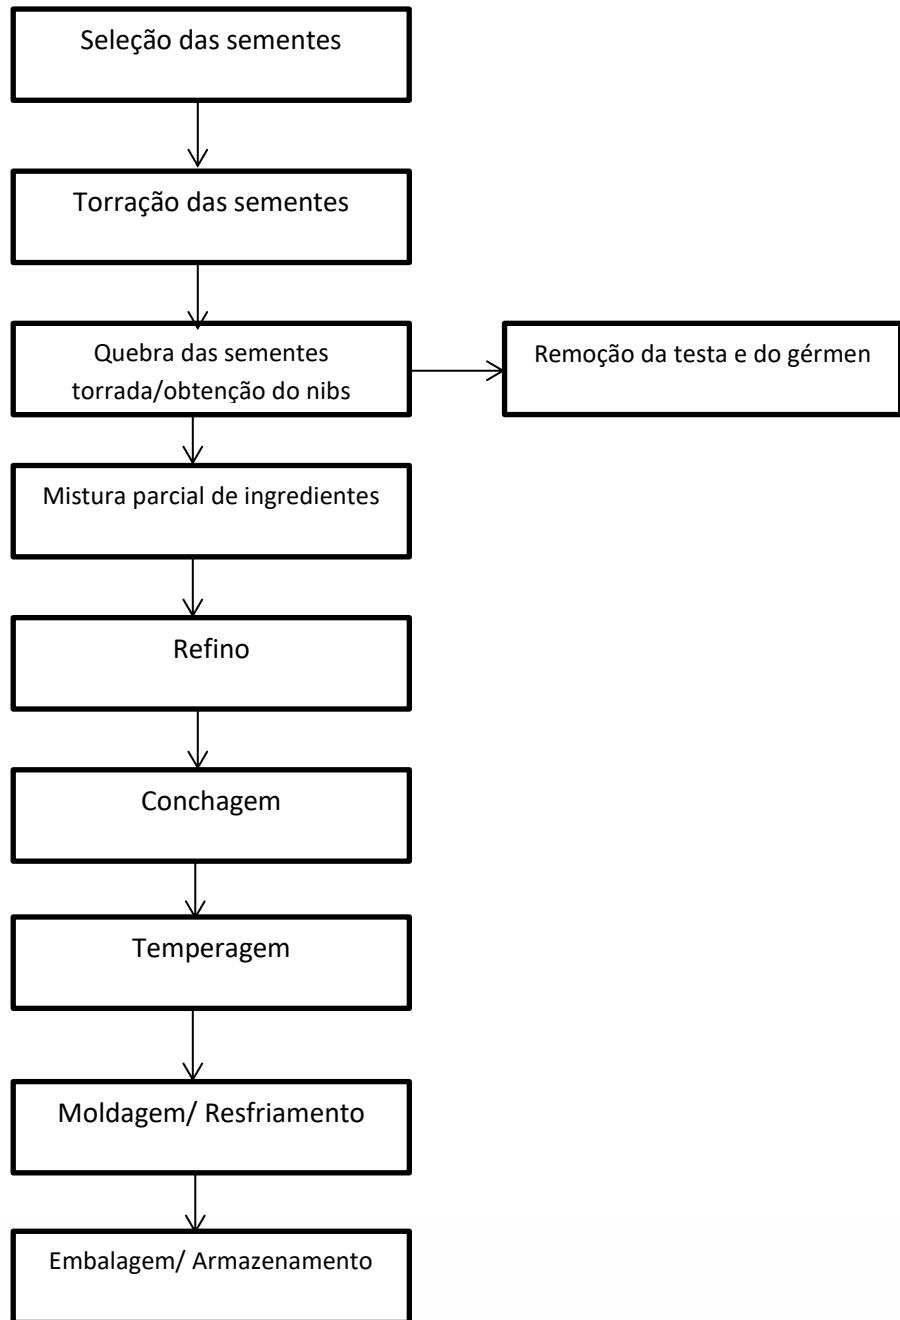 Seleção das sementes
Torração das sementes
Quebra das sementes
torrada/obtenção do nibs
Remoção da testa e do gérmen
Mistura parcial de ingredientes
Refino
Conchagem
Temperagem
Moldagem/ Resfriamento
Embalagem/ Armazenamento